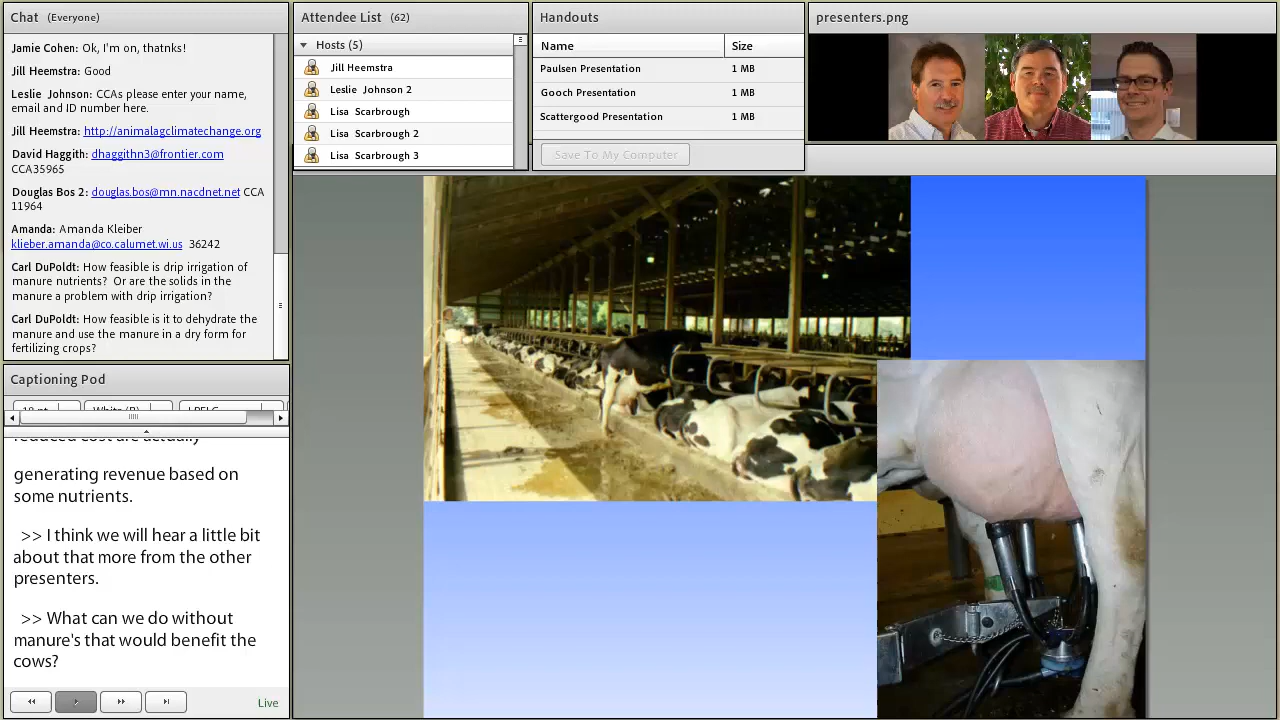 Chat (Everyone)
Jamie Cohen: Ok, I'm on, thatnks!
Jill Heemstra: Good
Leslie Johnson: CCAs please enter your name,
email and ID number here.
Jill Heemstra: http://animalagclimatechange.org
David Haggith: dhaggithn3@frontier.com
CCA35965
Douglas Bos 2: douglas.bos@mn.nacdnet.net CCA
11964
Amanda: Amanda Kleiber
klieber.amanda@co.calumet.wi.us 36242
Carl DuPoldt: How feasible is drip irrigation of
manure nutrients? Or are the solids in the
manure a problem with drip irrigation?
Carl DuPoldt: How feasible is it to dehydrate the
manure and use the manure in a dry form for
fertilizing crops?
Captioning Pod
reduced cost are actually
generating revenue based on
some nutrients.
>> I think we will hear a little bit
about that more from the other
presenters.
>> What can we do without
manure's that would benefit the
cows?
Live
Attendee List (62)
Hosts (5)
Jill Heemstra
Leslie Johnson 2
Lisa Scarbrough
Lisa Scarbrough 2
Lisa Scarbrough 3
Handouts
Name Size
Paulsen Presentation 1 MB
Gooch Presentation 1 MB
Scattergood Presentation 1 MB
Save To My Computer
presenters.png